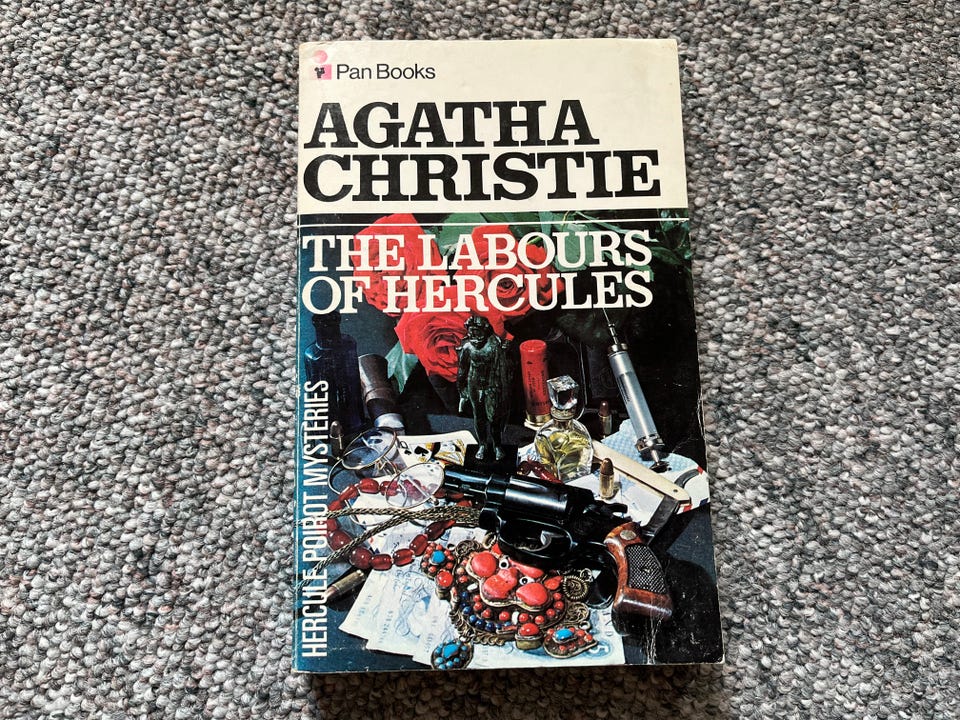 Pan Books
AGATHA
CHRISTIE
THE LABOURS
OF HERCULES
HERCULE POIROT MYSTERIES